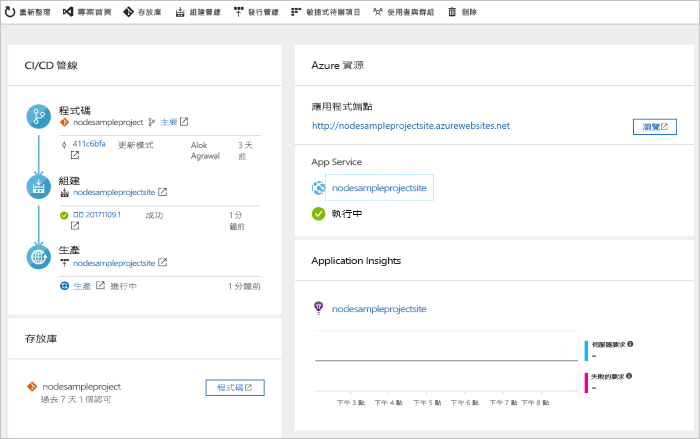 重新整理 專案首頁 存放庫 組建管線 發行管線 敏捷式待辦項目 使用者與群組 刪除
CI/CD 管線
程式碼
nodesampleproject 主要
411c6bfa 更新樣式 Alok Agrawal 3 天前
組建
nodesampleprojectsite
20171109.1 成功 1 分鐘前
生產
nodesampleprojectsite
生產 進行中 1 分鐘前
存放庫
nodesampleproject 程式碼
過去 7 天 1 個認可
Azure 資源
應用程式端點
http://nodesampleprojectsite.azurewebsites.net 瀏覽
App Service
nodesampleprojectsite
執行中
Application Insights
nodesampleprojectsite
伺服器要求
--
失敗的要求
--
下午 3 點 下午 4 點 下午 5 點 下午 6 點 下午 7 點 下午 8 點